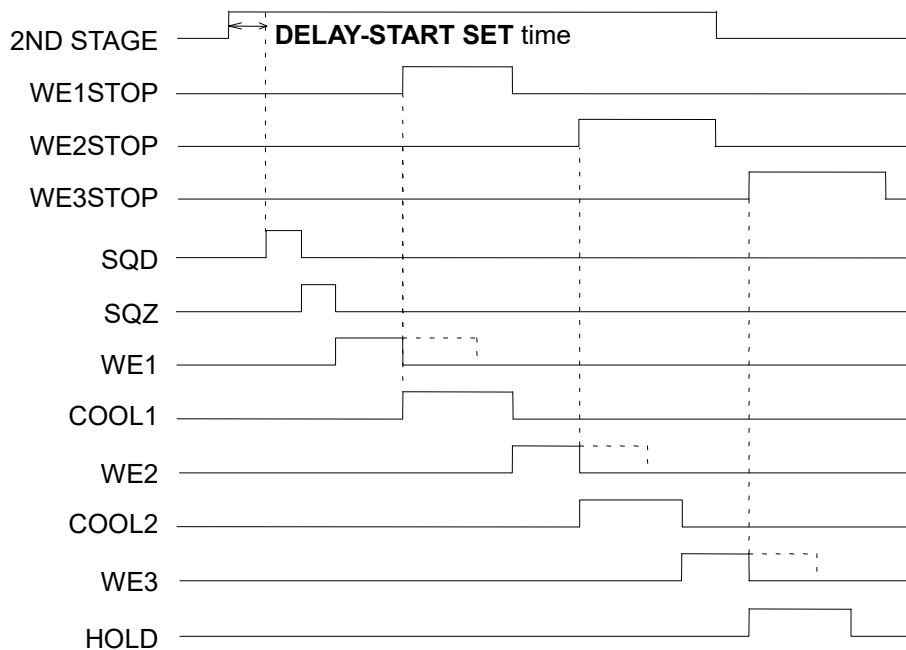 2ND STAGE
DELAY-START SET time
WE1STOP
WE2STOP
WE3STOP
SQD
SQZ
WE1
COOL1
WE2
COOL2
WE3
HOLD